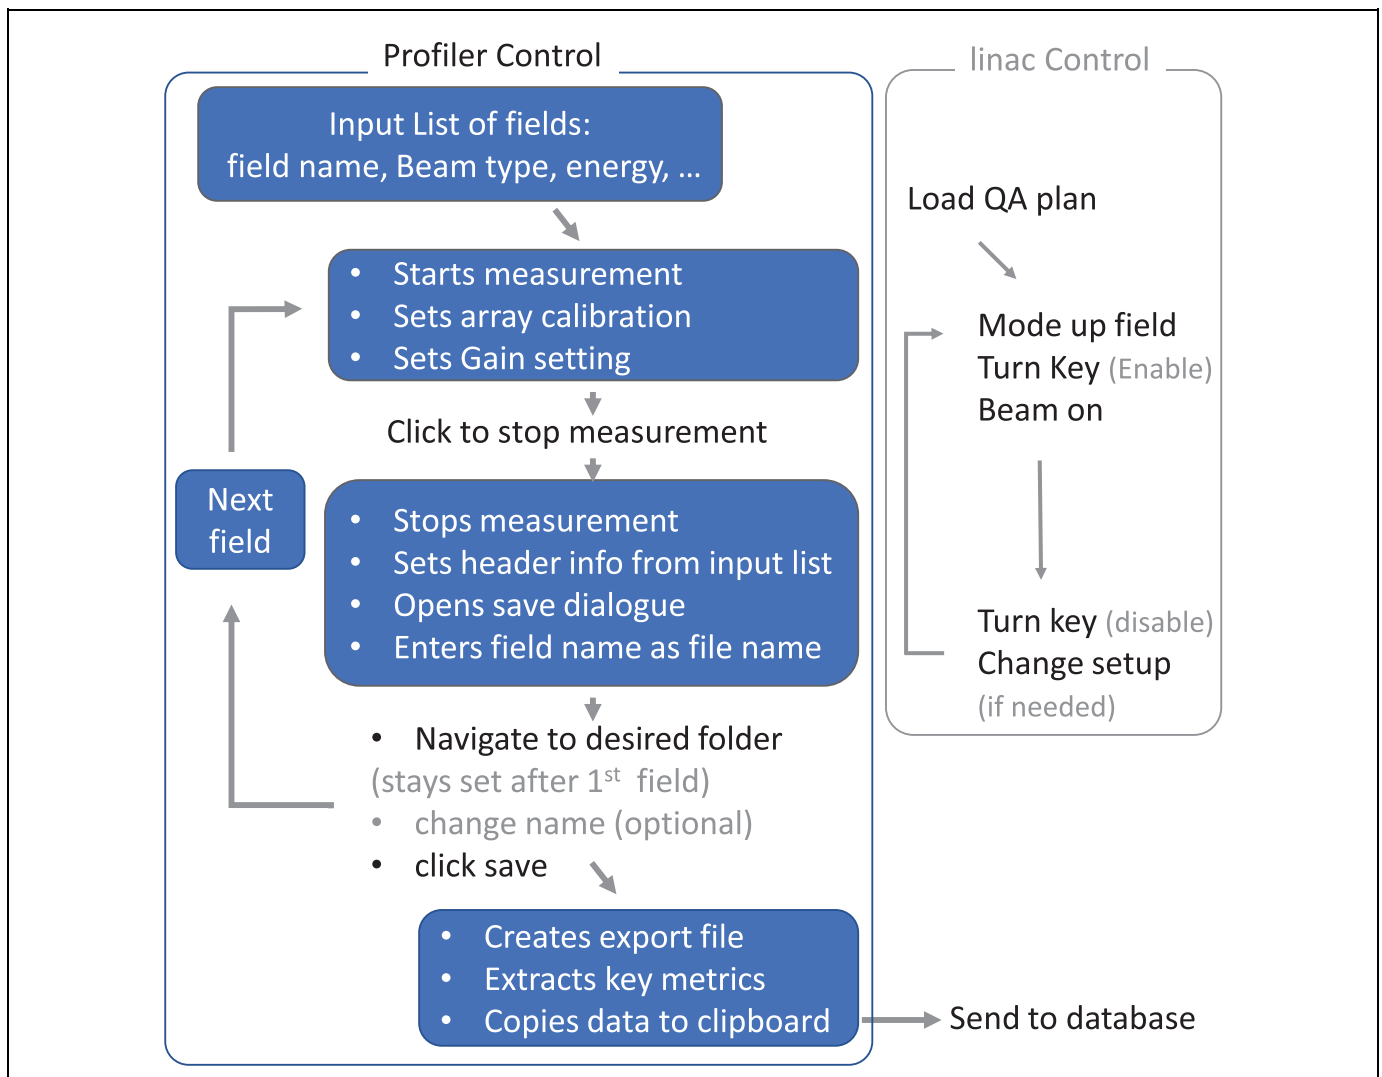 Profiler Control
Input List of fields:
field name, Beam type, energy, ...
• Starts measurement
• Sets array calibration
• Sets Gain setting
Click to stop measurement
Next
field
• Stops measurement
• Sets header info from input list
• Opens save dialogue
• Enters field name as file name
• Navigate to desired folder
(stays set after 1st field)
• change name (optional)
• click save
• Creates export file
• Extracts key metrics
• Copies data to clipboard
Send to database
linac Control
Load QA plan
Mode up field
Turn Key (Enable)
Beam on
Turn key (disable)
Change setup
(if needed)